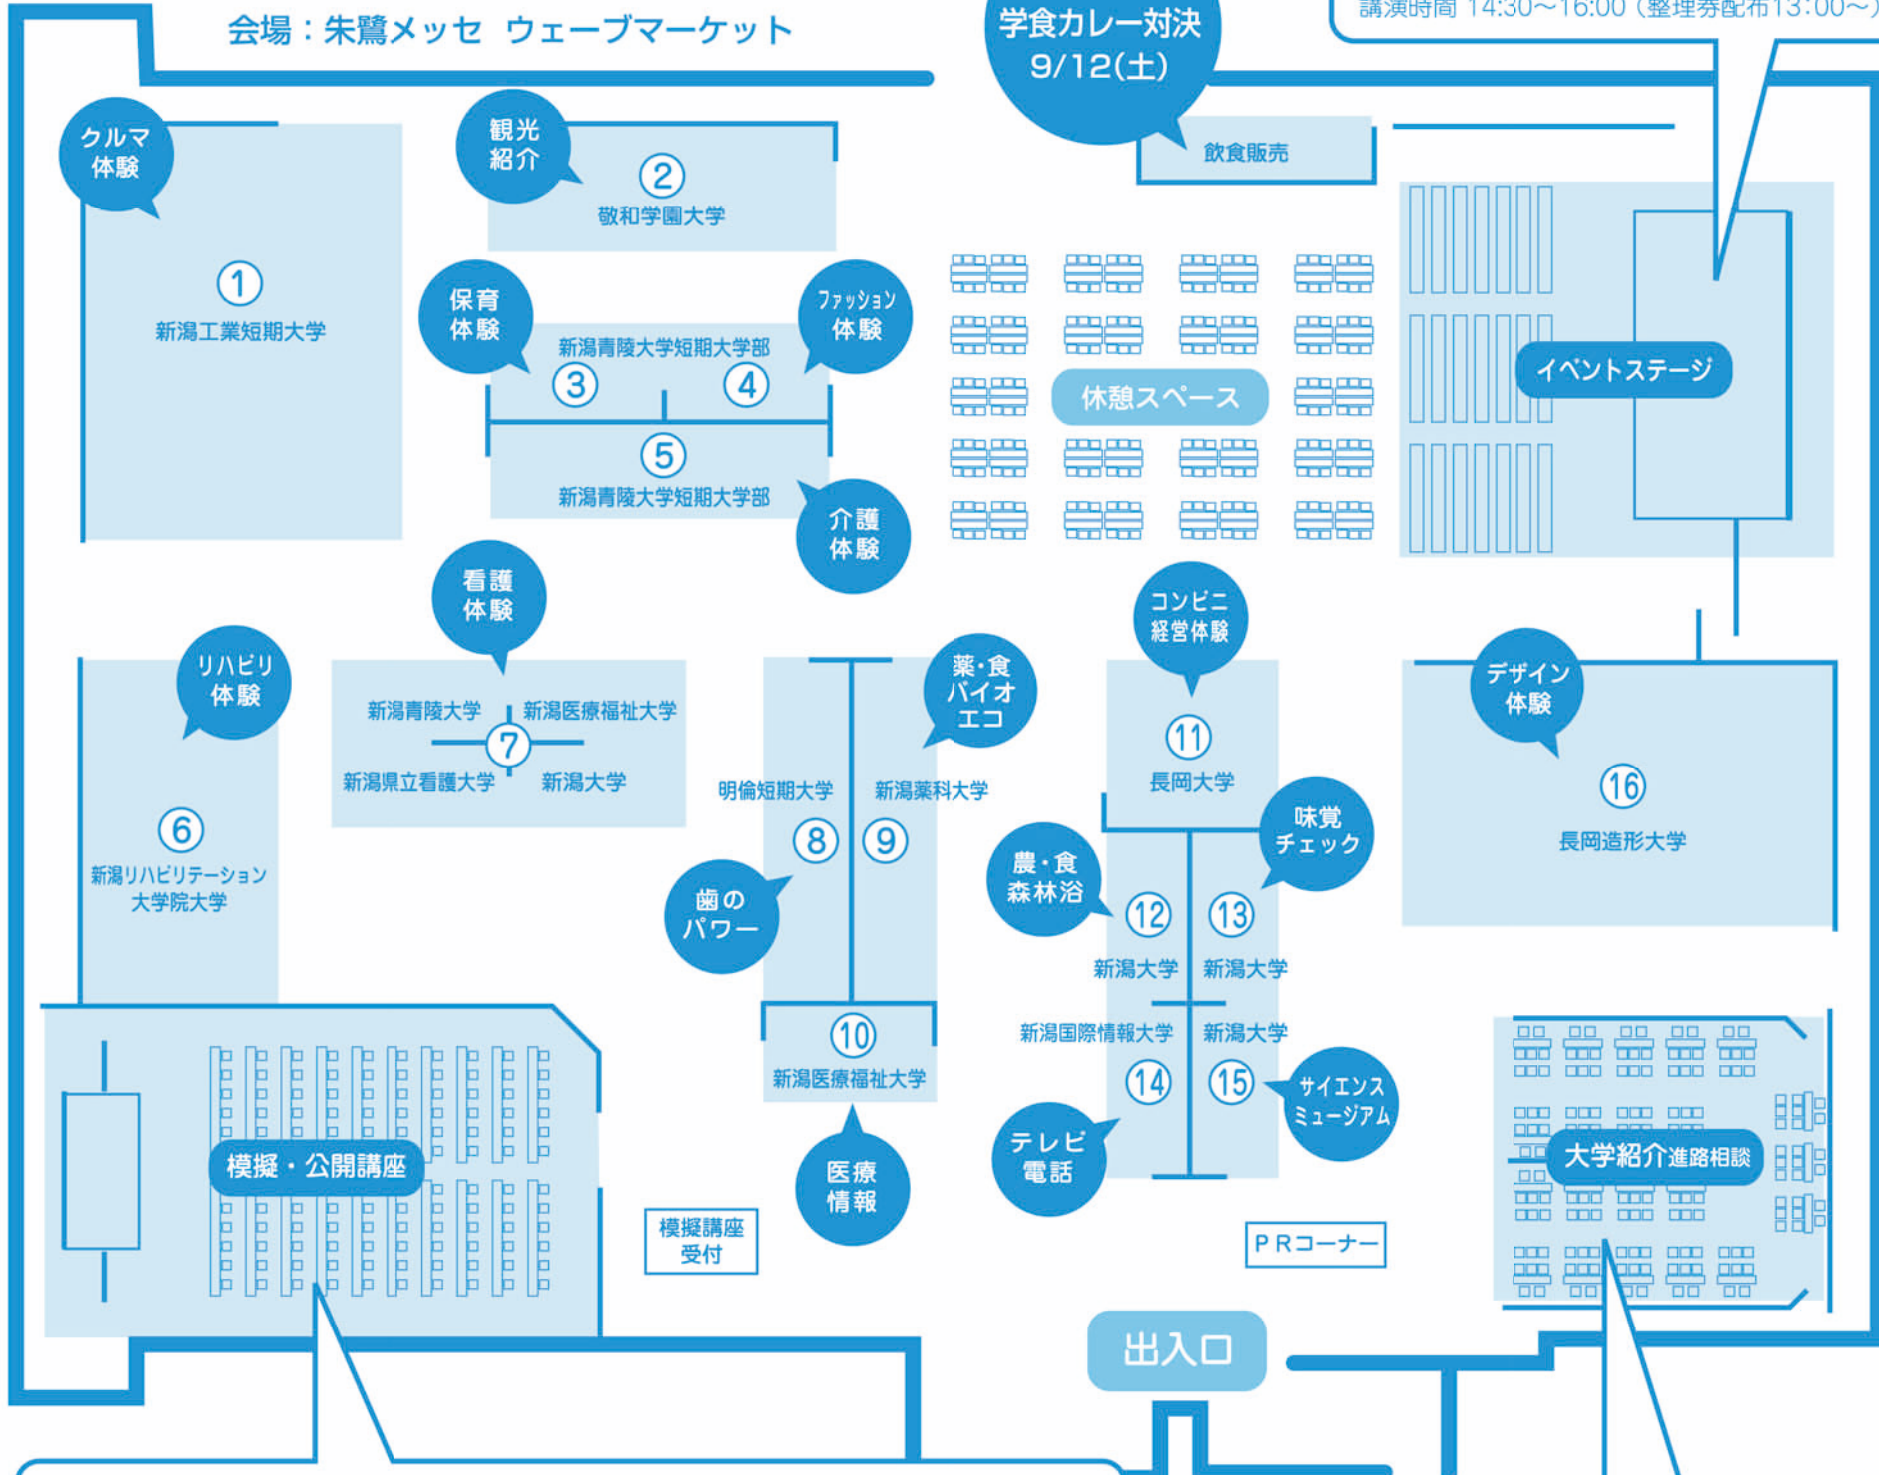 会場：朱鷺メッセ ウェーブマーケット
学食カレー対決
9/12(土)
講演時間 14:30〜16:00（整理券配布13:00〜）
クルマ
体験
①
新潟工業短期大学
観光
紹介
②
敬和学園大学
飲食販売
保育
体験
ファッション
体験
新潟青陵大学短期大学部
③
④
⑤
新潟青陵大学短期大学部
介護
体験
休憩スペース
イベントステージ
看護
体験
リハビリ
体験
⑥
新潟リハビリテーション
大学院大学
新潟青陵大学
新潟医療福祉大学
⑦
新潟県立看護大学
新潟大学
薬・食
バイオ
エコ
明倫短期大学
新潟薬科大学
⑧
⑨
歯の
パワー
⑩
新潟医療福祉大学
医療
情報
コンビニ
経営体験
⑪
長岡大学
味覚
チェック
農・食
森林浴
⑫
⑬
新潟大学
新潟大学
新潟国際情報大学
新潟大学
⑭
⑮
サイエンス
ミュージアム
テレビ
電話
デザイン
体験
⑯
長岡造形大学
模擬・公開講座
模擬講座
受付
PRコーナー
大学紹介進路相談
出入口